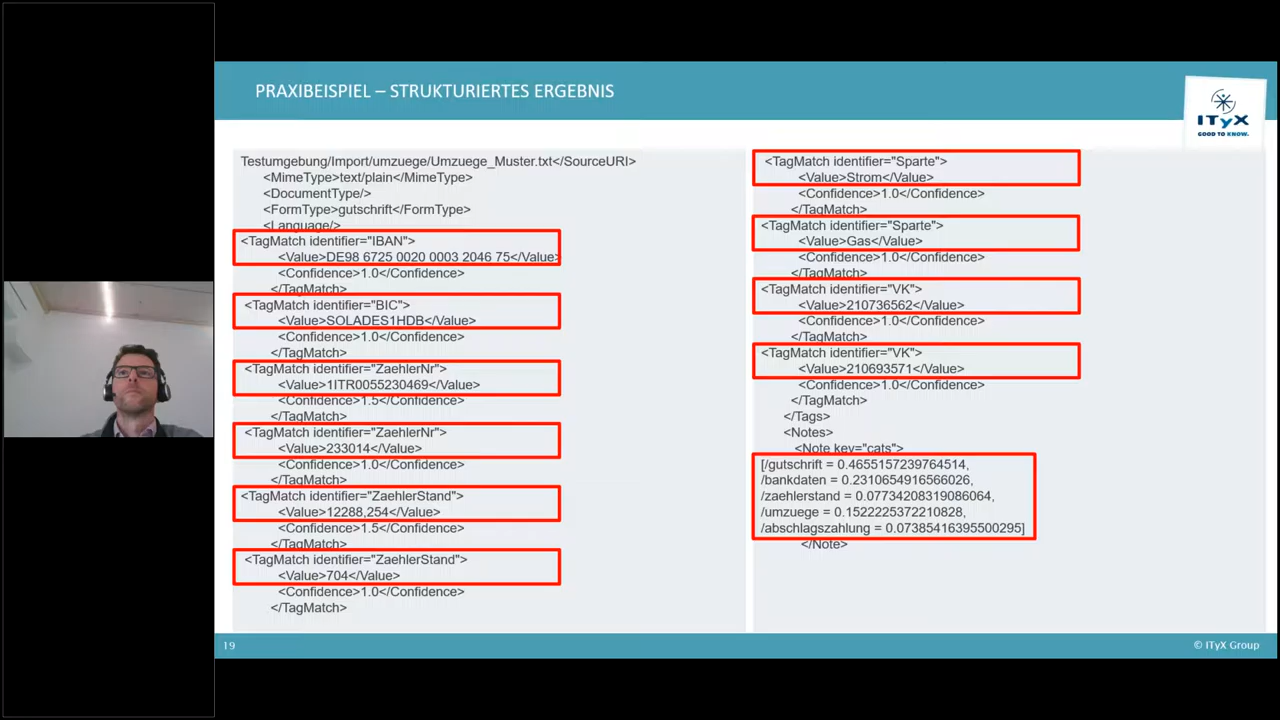 PRAXIBEISPIEL – STRUKTURIERTES ERGEBNIS
ITyX
GOOD TO KNOW.
Testumgebung/Import/umzuege/Umzuege_Muster.txt</SourceURI>
<MimeType>text/plain</MimeType>
<DocumentType/>
<FormType>gutschrift</FormType>
<Language/>
<TagMatch identifier="IBAN">
<Value>DE98 6725 0020 0003 2046 75</Value>
<Confidence>1.0</Confidence>
</TagMatch>
<TagMatch identifier="BIC">
<Value>SOLADES1HDB</Value>
<Confidence>1.0</Confidence>
</TagMatch>
<TagMatch identifier="ZaehlerNr>
<Value>1ITR0055230469</Value>
<Confidence>1.5</Confidence>
</TagMatch>
<TagMatch identifier="ZaehlerNr>
<Value>233014</Value>
<Confidence>1.0</Confidence>
</TagMatch>
<TagMatch identifier="ZaehlerStand>
<Value>12288,254</Value>
<Confidence>1.5</Confidence>
</TagMatch>
<TagMatch identifier="ZaehlerStand">
<Value>704</Value>
<Confidence>1.0</Confidence>
</TagMatch>
<TagMatch identifier="Sparte">
<Value>Strom</Value>
<Confidence>1.0</Confidence>
</TagMatch>
<TagMatch identifier="Sparte">
<Value>Gas</Value>
<Confidence>1.0</Confidence>
</TagMatch>
<TagMatch identifier="VK">
<Value>210736562</Value>
<Confidence>1.0</Confidence>
</TagMatch>
<TagMatch identifier="VK">
<Value>210693571</Value>
<Confidence>1.0</Confidence>
</TagMatch>
</Tags>
<Notes>
<Note key="cats">
[/gutschrift = 0.4655157239764514,
/bankdaten = 0.2310654916566026,
/zaehlerstand = 0.07734208319086064,
/umzuege = 0.1522225372210828,
/abschlagszahlung = 0.07385416395500295]
</Note>
19
© ITyX Group